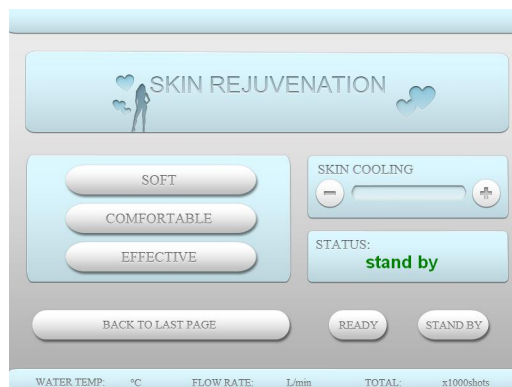 SKIN REJUVENATION
SOFT
COMFORTABLE
EFFECTIVE
SKIN COOLING
STATUS:
stand by
BACK TO LAST PAGE
READY
STAND BY
WATER TEMP: °C FLOW RATE: L/min TOTAL: x1000shots